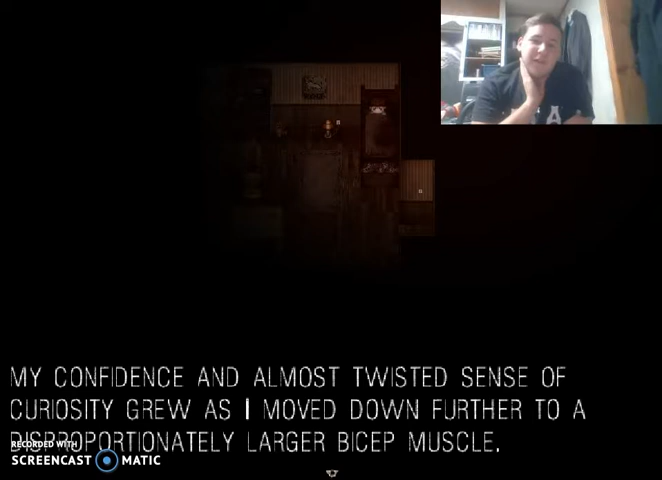 MY CONFIDENCE AND ALMOST TWISTED SENSE OF
CURIOSITY GREW AS I MOVED DOWN FURTHER TO A
DISPROPORTIONATELY LARGER BICEP MUSCLE.
RECORDED WITH
SCREENCAST MATIC